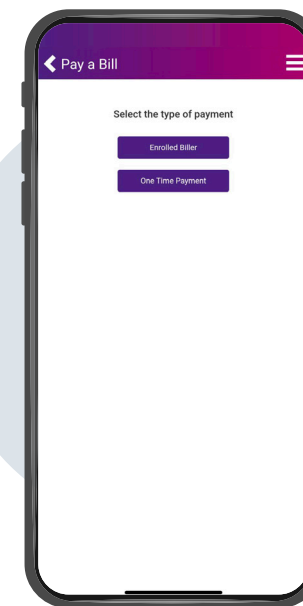 Pay a Bill
Select the type of payment
Enrolled Biller
One Time Payment